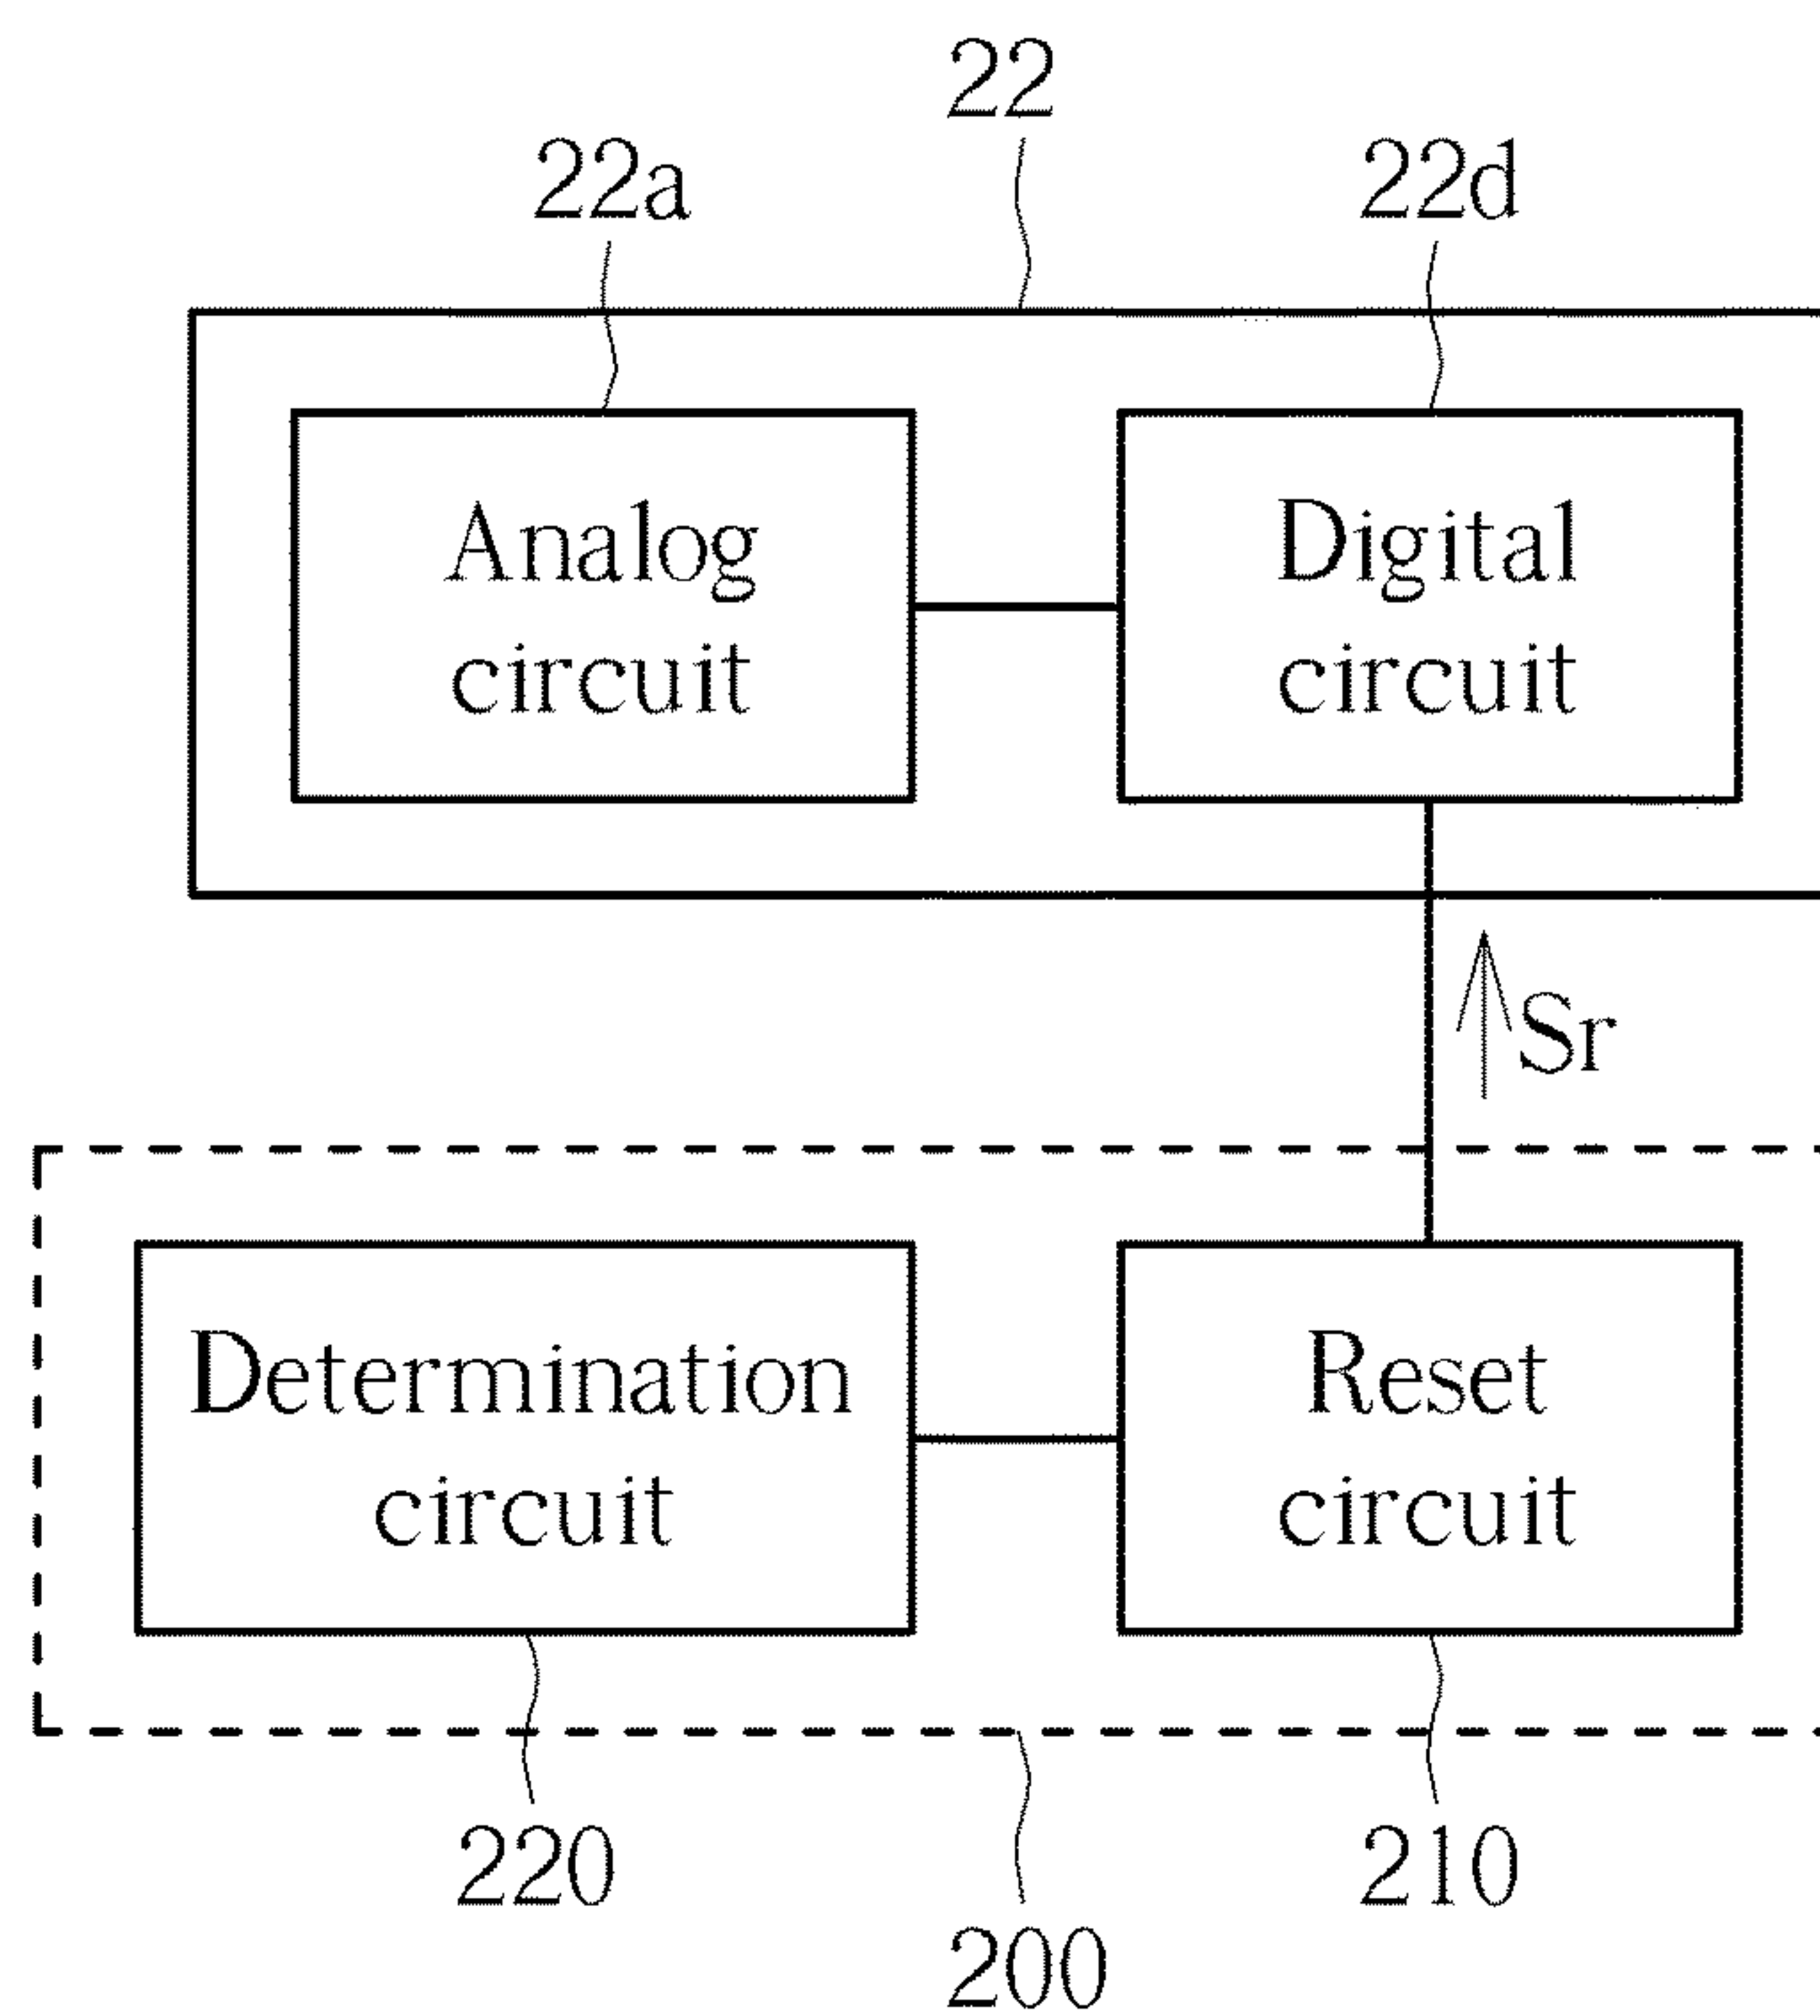 22
22a
22d
Analog
circuit
Digital
circuit
Sr
Determination
circuit
Reset
circuit
220
210
200